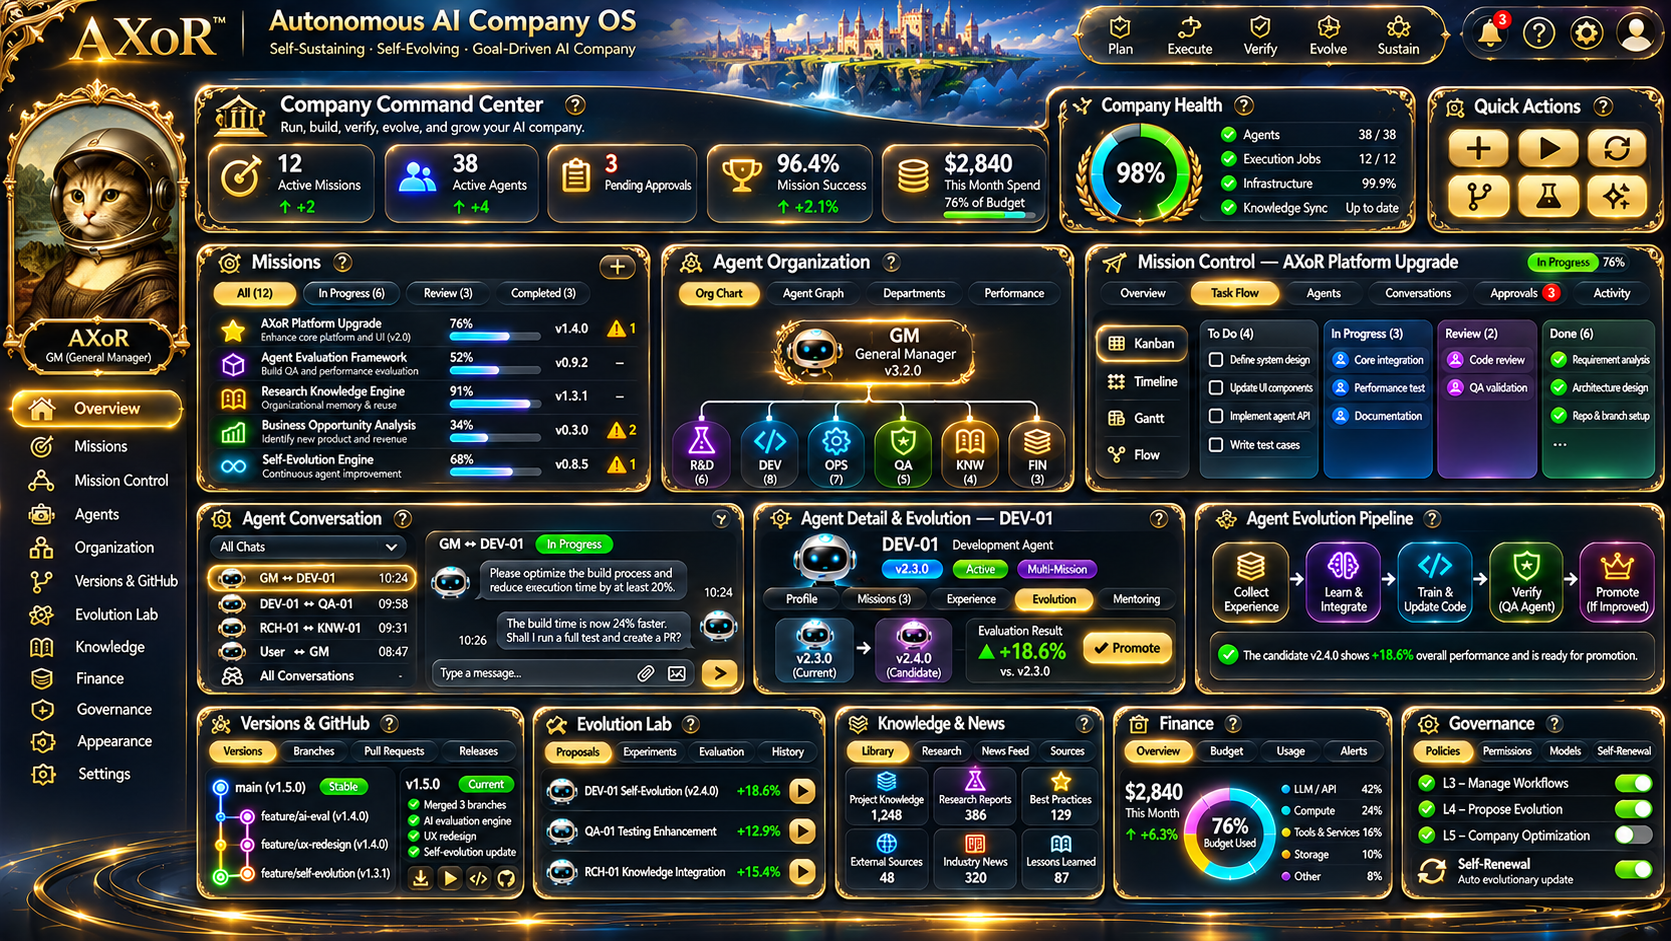 AXoR™
Autonomous AI Company OS
Self-Sustaining · Self-Evolving · Goal-Driven AI Company
Plan
Execute
Verify
Evolve
Sustain
3
?
AXoR
GM (General Manager)
Overview
Missions
Mission Control
Agents
Organization
Versions & GitHub
Evolution Lab
Knowledge
Finance
Governance
Appearance
Settings
Company Command Center ?
Run, build, verify, evolve, and grow your AI company.
12
Active Missions
↑ +2
38
Active Agents
↑ +4
3
Pending Approvals
96.4%
Mission Success
↑ +2.1%
$2,840
This Month Spend
76% of Budget
Company Health ?
98%
Agents 38 / 38
Execution Jobs 12 / 12
Infrastructure 99.9%
Knowledge Sync Up to date
Quick Actions ?
Missions ?
+
All (12)
In Progress (6)
Review (3)
Completed (3)
AXoR Platform Upgrade 76% v1.4.0 1
Enhance core platform and UI (v2.0)
Agent Evaluation Framework 52% v0.9.2 –
Build QA and performance evaluation
Research Knowledge Engine 91% v1.3.1 –
Organizational memory & reuse
Business Opportunity Analysis 34% v0.3.0 2
Identify new product and revenue
Self-Evolution Engine 68% v0.8.5 1
Continuous agent improvement
Agent Organization ?
Org Chart
Agent Graph
Departments
Performance
GM
General Manager
v3.2.0
R&D
(6)
DEV
(8)
OPS
(7)
QA
(5)
KNW
(4)
FIN
(3)
Mission Control — AXoR Platform Upgrade
In Progress 76%
Overview
Task Flow
Agents
Conversations
Approvals 3
Activity
Kanban
Timeline
Gantt
Flow
To Do (4)
Define system design
Update UI components
Implement agent API
Write test cases
In Progress (3)
Core integration
Performance test
Documentation
Review (2)
Code review
QA validation
Done (6)
Requirement analysis
Architecture design
Repo & branch setup
...
Agent Conversation ?
All Chats
GM ↔ DEV-01 10:24
DEV-01 ↔ QA-01 09:58
RCH-01 ↔ KNW-01 09:31
User ↔ GM 08:47
All Conversations -
GM ↔ DEV-01 In Progress
Please optimize the build process and
reduce execution time by at least 20%.
10:24
The build time is now 24% faster.
Shall I run a full test and create a PR?
10:26
Type a message...
Agent Detail & Evolution — DEV-01 ?
DEV-01 Development Agent
v2.3.0 Active Multi-Mission
Profile
Missions (3)
Experience
Evolution
Mentoring
v2.3.0
(Current)
v2.4.0
(Candidate)
Evaluation Result
+18.6%
vs. v2.3.0
Promote
Agent Evolution Pipeline ?
Collect
Experience
Learn &
Integrate
Train &
Update Code
Verify
(QA Agent)
Promote
(If Improved)
The candidate v2.4.0 shows +18.6% overall performance and is ready for promotion.
Versions & GitHub ?
Versions
Branches
Pull Requests
Releases
main (v1.5.0) Stable
feature/ai-eval (v1.4.0)
feature/ux-redesign (v1.4.0)
feature/self-evolution (v1.3.1)
v1.5.0 Current
Merged 3 branches
AI evaluation engine
UX redesign
Self-evolution update
Evolution Lab ?
Proposals
Experiments
Evaluation
History
DEV-01 Self-Evolution (v2.4.0) +18.6%
QA-01 Testing Enhancement +12.9%
RCH-01 Knowledge Integration +15.4%
Knowledge & News ?
Library
Research
News Feed
Sources
Project Knowledge
1,248
Research Reports
386
Best Practices
129
External Sources
48
Industry News
320
Lessons Learned
87
Finance ?
Overview
Budget
Usage
Alerts
$2,840
This Month
↑ +6.3%
76%
Budget Used
LLM / API 42%
Compute 24%
Tools & Services 16%
Storage 10%
Other 8%
Governance ?
Policies
Permissions
Models
Self-Renewal
L3 – Manage Workflows
L4 – Propose Evolution
L5 – Company Optimization
Self-Renewal
Auto evolutionary update